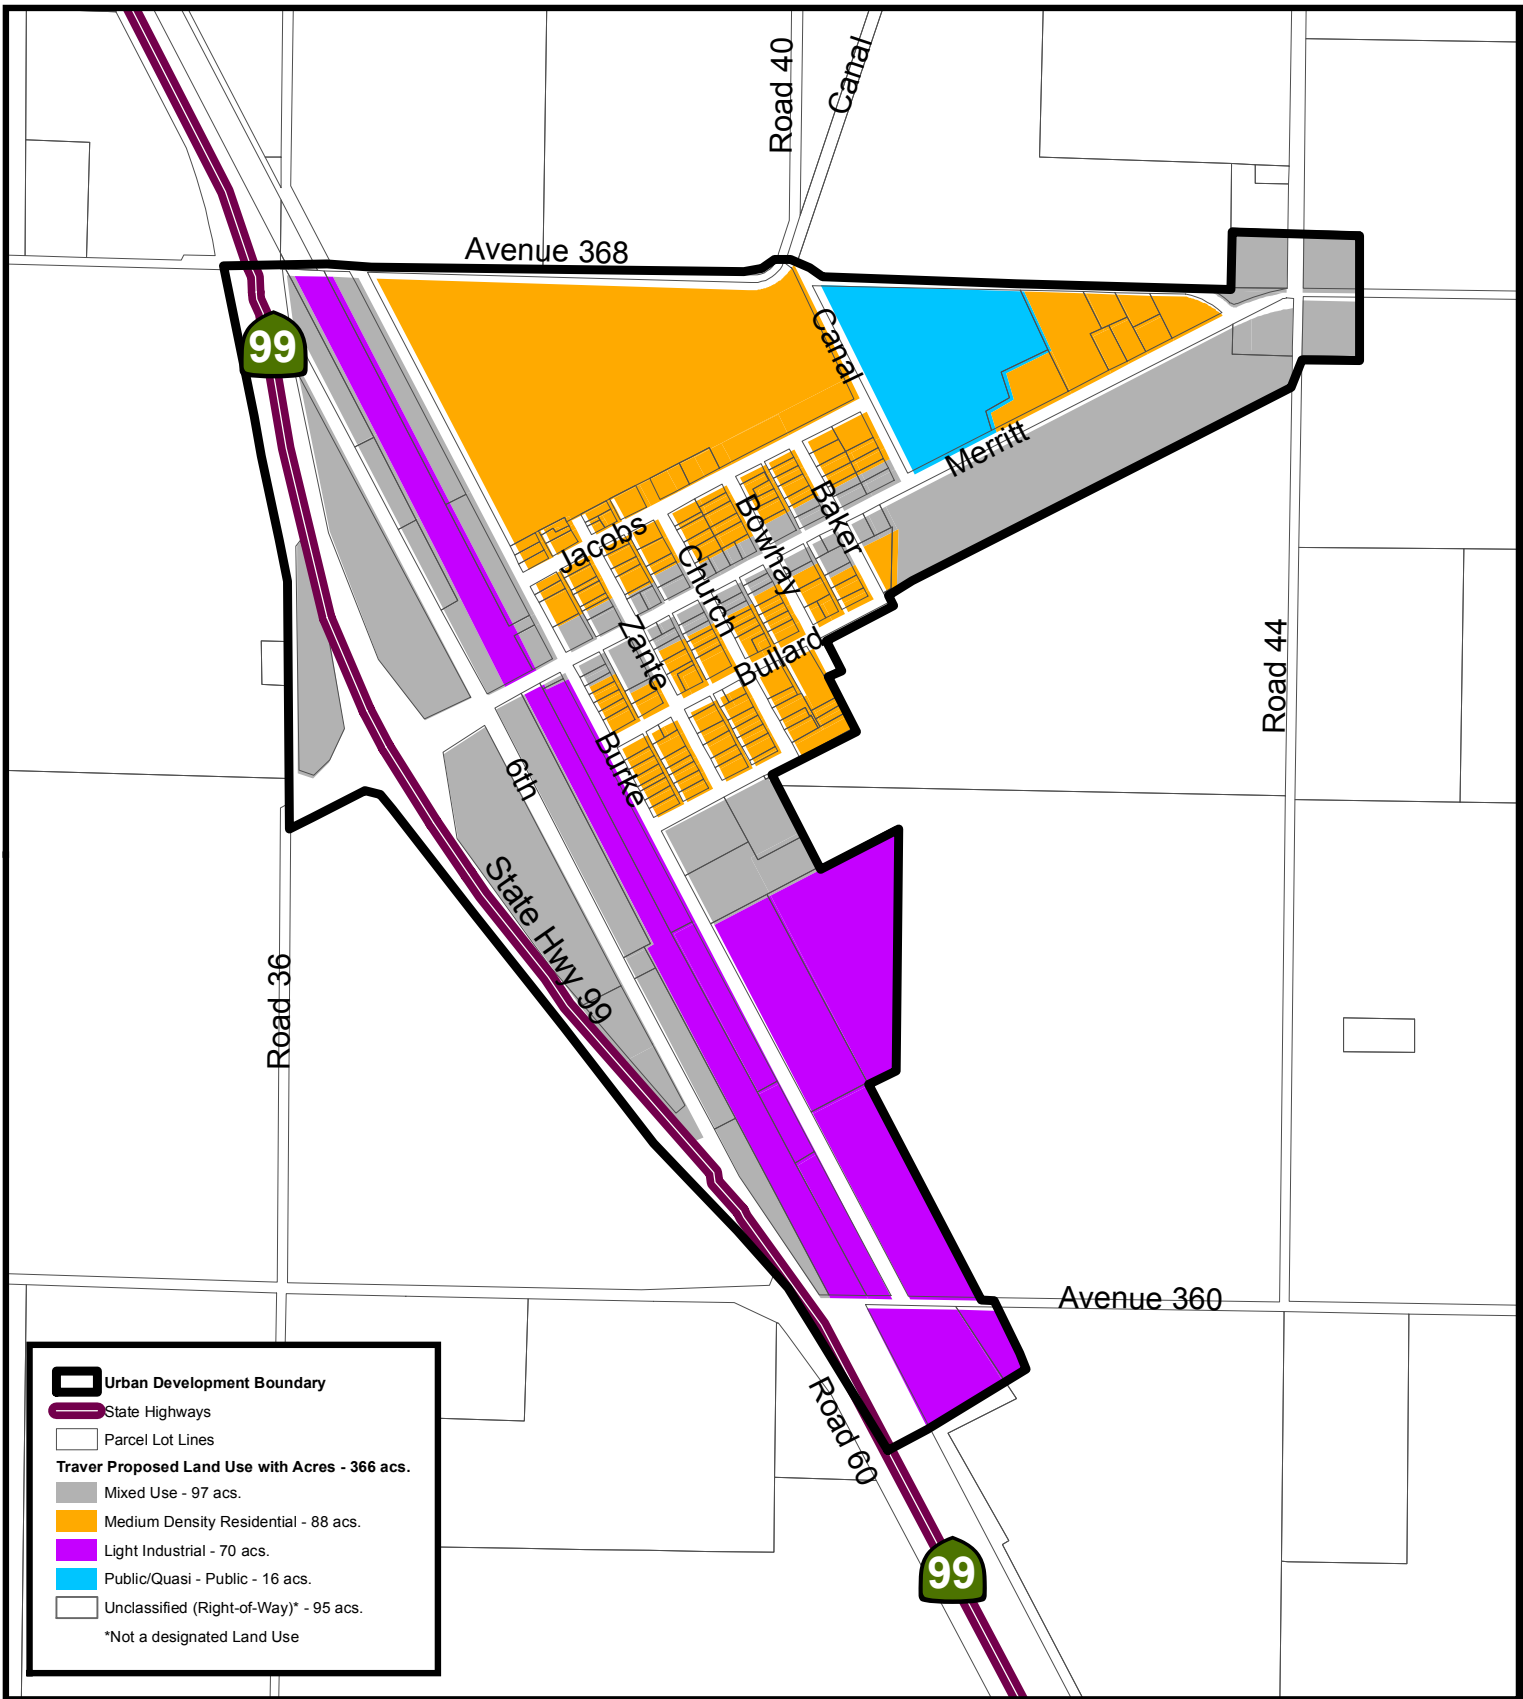 Road 40
Canal
Avenue 368
99
Canal
Merritt
Jacobs
Baker
Bowhay
Church
Zante
Bullard
Burke
6th
State Hwy 99
Road 36
Road 44
Avenue 360
Road 60
99
Urban Development Boundary
State Highways
Parcel Lot Lines
Traver Proposed Land Use with Acres - 366 acs.
Mixed Use - 97 acs.
Medium Density Residential - 88 acs.
Light Industrial - 70 acs.
Public/Quasi - Public - 16 acs.
Unclassified (Right-of-Way)* - 95 acs.
*Not a designated Land Use